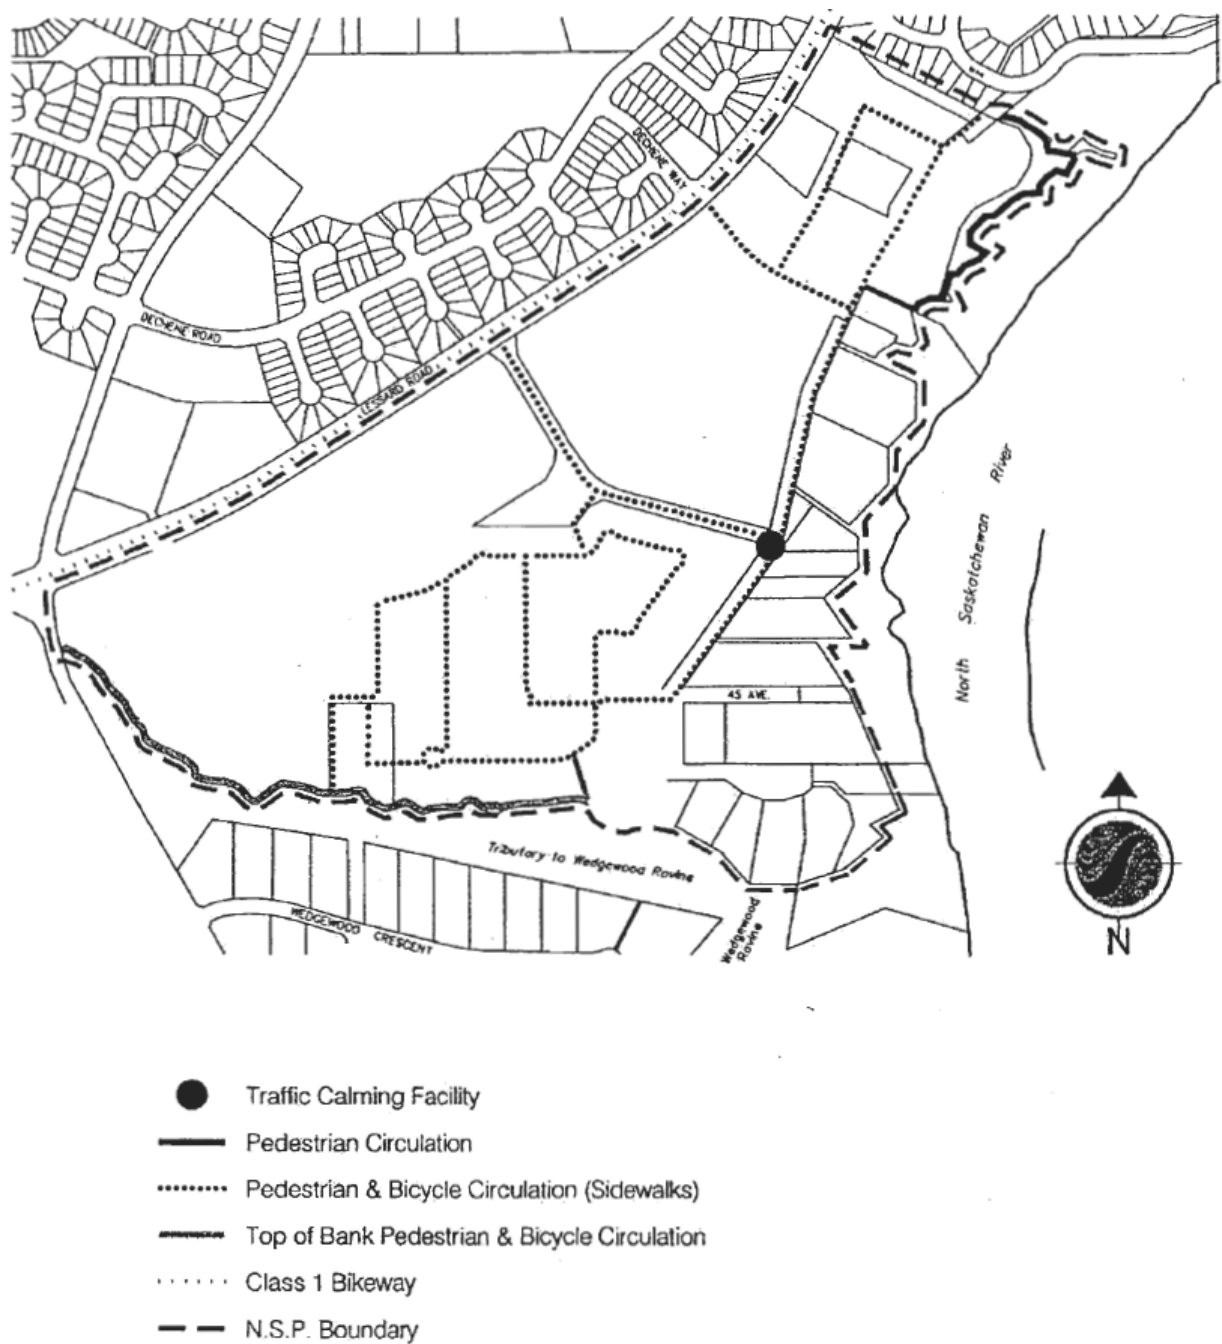 DECHENE WAY
DECHENE ROAD
LESSARD ROAD
North Saskatchewan River
45 AVE.
Tributary to Wedgewood Ravine
WEDGEWOOD CRESCENT
Wedgewood
Ravine
N
Traffic Calming Facility
Pedestrian Circulation
Pedestrian & Bicycle Circulation (Sidewalks)
Top of Bank Pedestrian & Bicycle Circulation
Class 1 Bikeway
N.S.P. Boundary